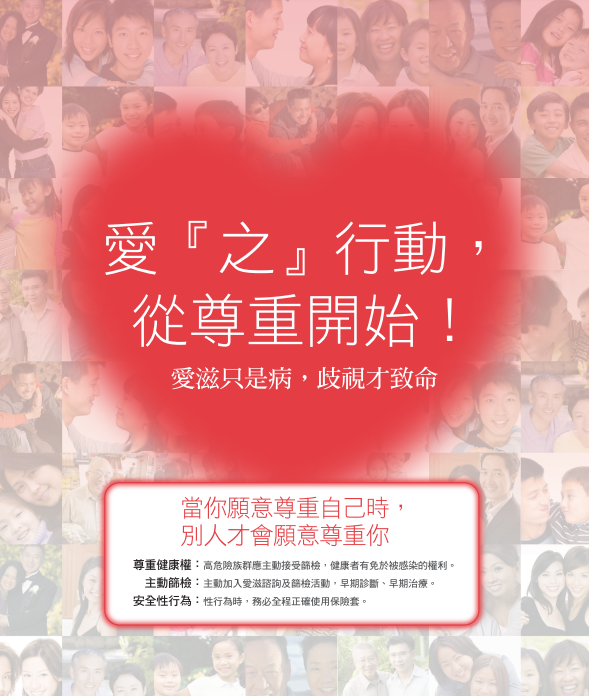 愛『之』行動，
從尊重開始！
愛滋只是病，歧視才致命
當你願意尊重自己時，
別人才會願意尊重你
尊重健康權：高危險族群應主動接受篩檢，健康者有免於被感染的權利。
主動篩檢：主動加入愛滋諮詢及篩檢活動，早期診斷、早期治療。
安全性行為：性行為時，務必全程正確使用保險套。